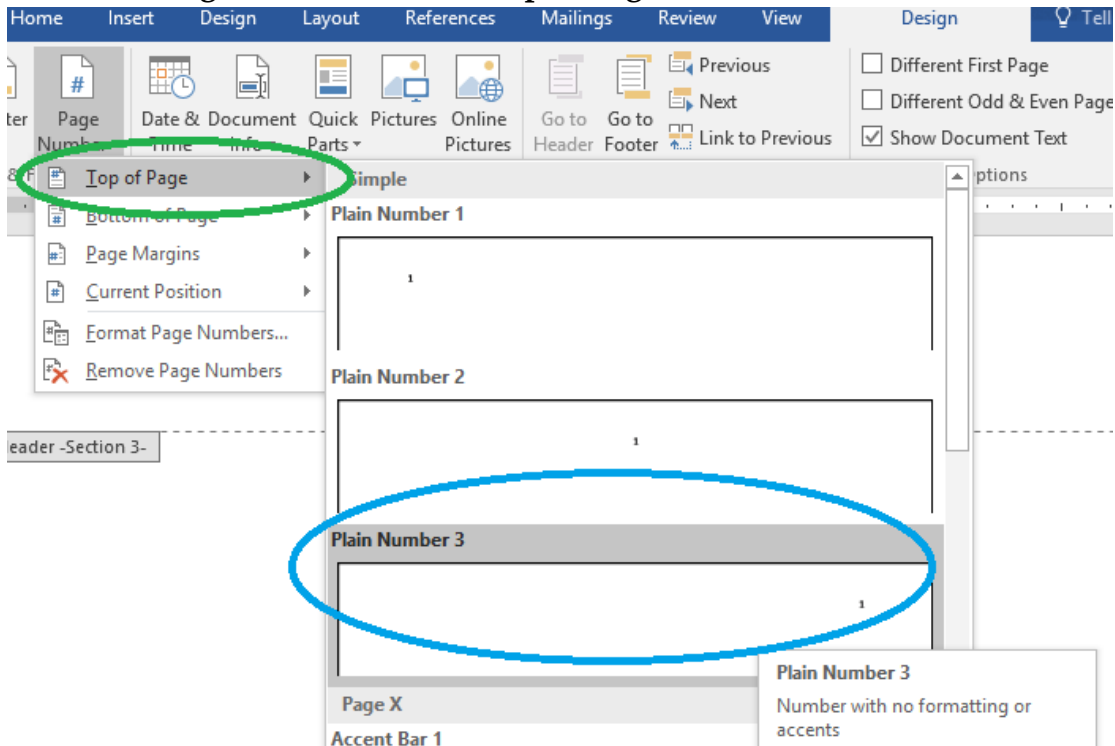 Home Insert Design Layout References Mailings Review View Design Tell
Previous Different First Page
Next Different Odd & Even Page
Page Date & Document Quick Pictures Online Go to Go to Link to Previous Show Document Text
Number Time Info Parts Pictures Header Footer
Top of Page Simple
Bottom of Page Plain Number 1
Page Margins 1
Current Position
Format Page Numbers...
Remove Page Numbers Plain Number 2
1
Header -Section 3-
Plain Number 3
1
Plain Number 3
Page X Number with no formatting or
Accent Bar 1 accents